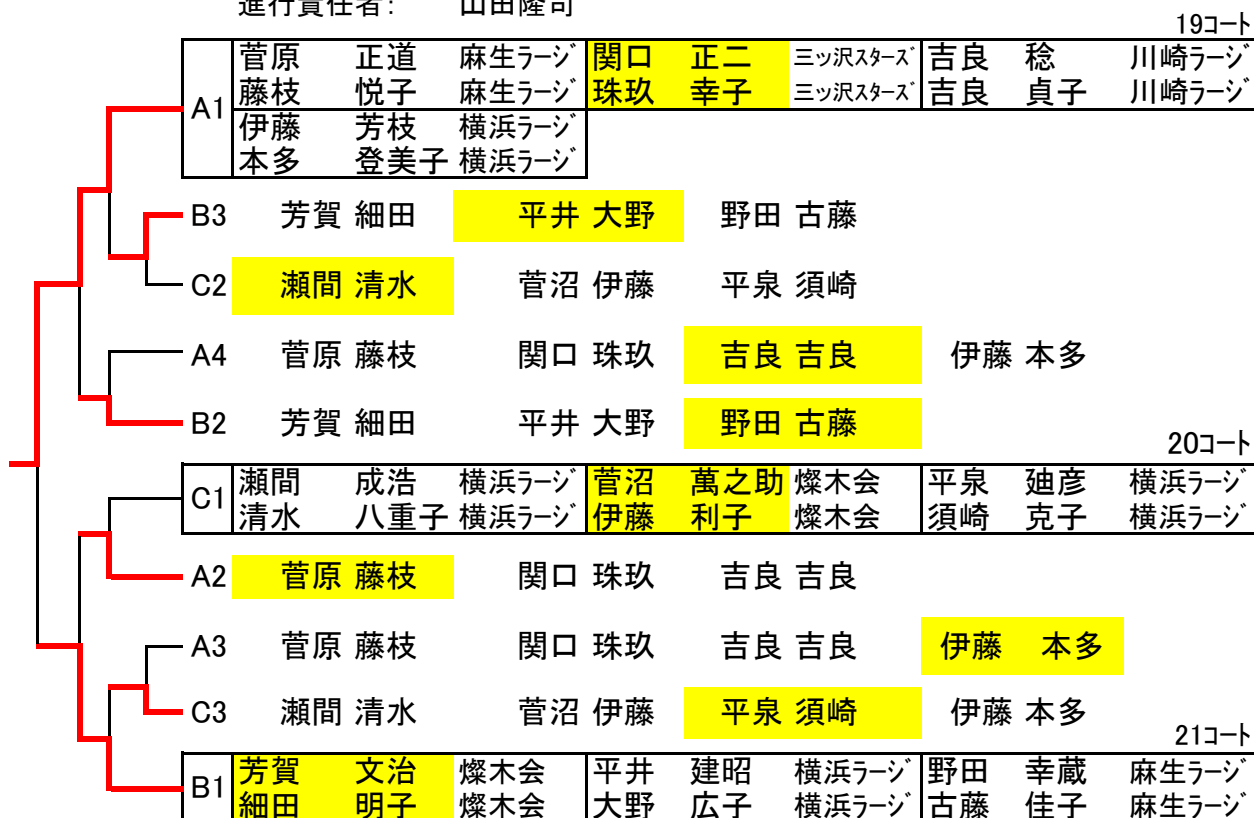 進行責任者: 山田隆司
19コート
A1 菅原 正道 麻生ラージ 関口 正二 三ッ沢スターズ 吉良 稔 川崎ラージ
藤枝 悦子 麻生ラージ 珠玖 幸子 三ッ沢スターズ 吉良 貞子 川崎ラージ
伊藤 芳枝 横浜ラージ
本多 登美子 横浜ラージ
B3 芳賀 細田 平井 大野 野田 古藤
C2 瀬間 清水 菅沼 伊藤 平泉 須崎
A4 菅原 藤枝 関口 珠玖 吉良 吉良 伊藤 本多
B2 芳賀 細田 平井 大野 野田 古藤
20コート
C1 瀬間 成浩 横浜ラージ 菅沼 萬之助 燦木会 平泉 廸彦 横浜ラージ
清水 八重子 横浜ラージ 伊藤 利子 燦木会 須崎 克子 横浜ラージ
A2 菅原 藤枝 関口 珠玖 吉良 吉良
A3 菅原 藤枝 関口 珠玖 吉良 吉良 伊藤 本多
C3 瀬間 清水 菅沼 伊藤 平泉 須崎 伊藤 本多
21コート
B1 芳賀 文治 燦木会 平井 建昭 横浜ラージ 野田 幸蔵 麻生ラージ
細田 明子 燦木会 大野 広子 横浜ラージ 古藤 佳子 麻生ラージ